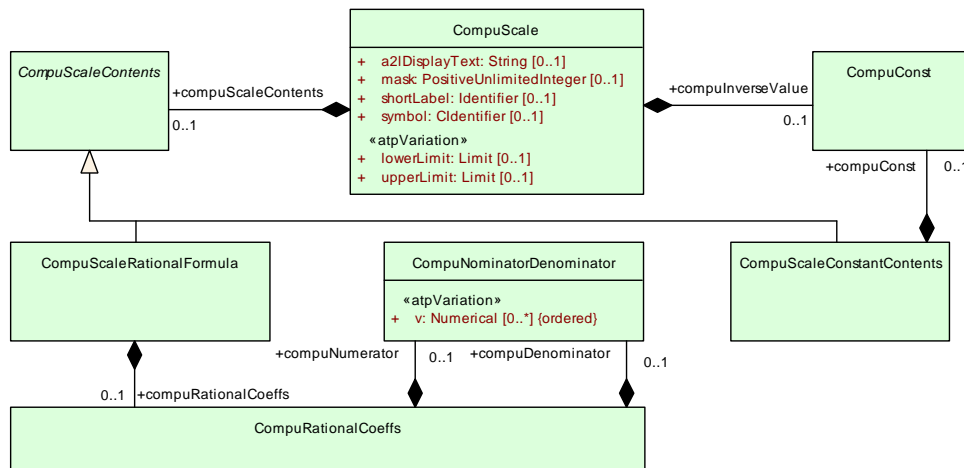 CompuScale
+ a2lDisplayText: String [0..1]
+ mask: PositiveUnlimitedInteger [0..1]
+ shortLabel: Identifier [0..1]
+ symbol: CIdentifier [0..1]
«atpVariation»
+ lowerLimit: Limit [0..1]
+ upperLimit: Limit [0..1]
CompuScaleContents
+compuScaleContents
0..1
CompuConst
+compuInverseValue
0..1
+compuConst
0..1
CompuScaleRationalFormula
CompuNominatorDenominator
«atpVariation»
+ v: Numerical [0..*] {ordered}
CompuScaleConstantContents
+compuNumerator
0..1
+compuDenominator
0..1
0..1
+compuRationalCoeffs
CompuRationalCoeffs